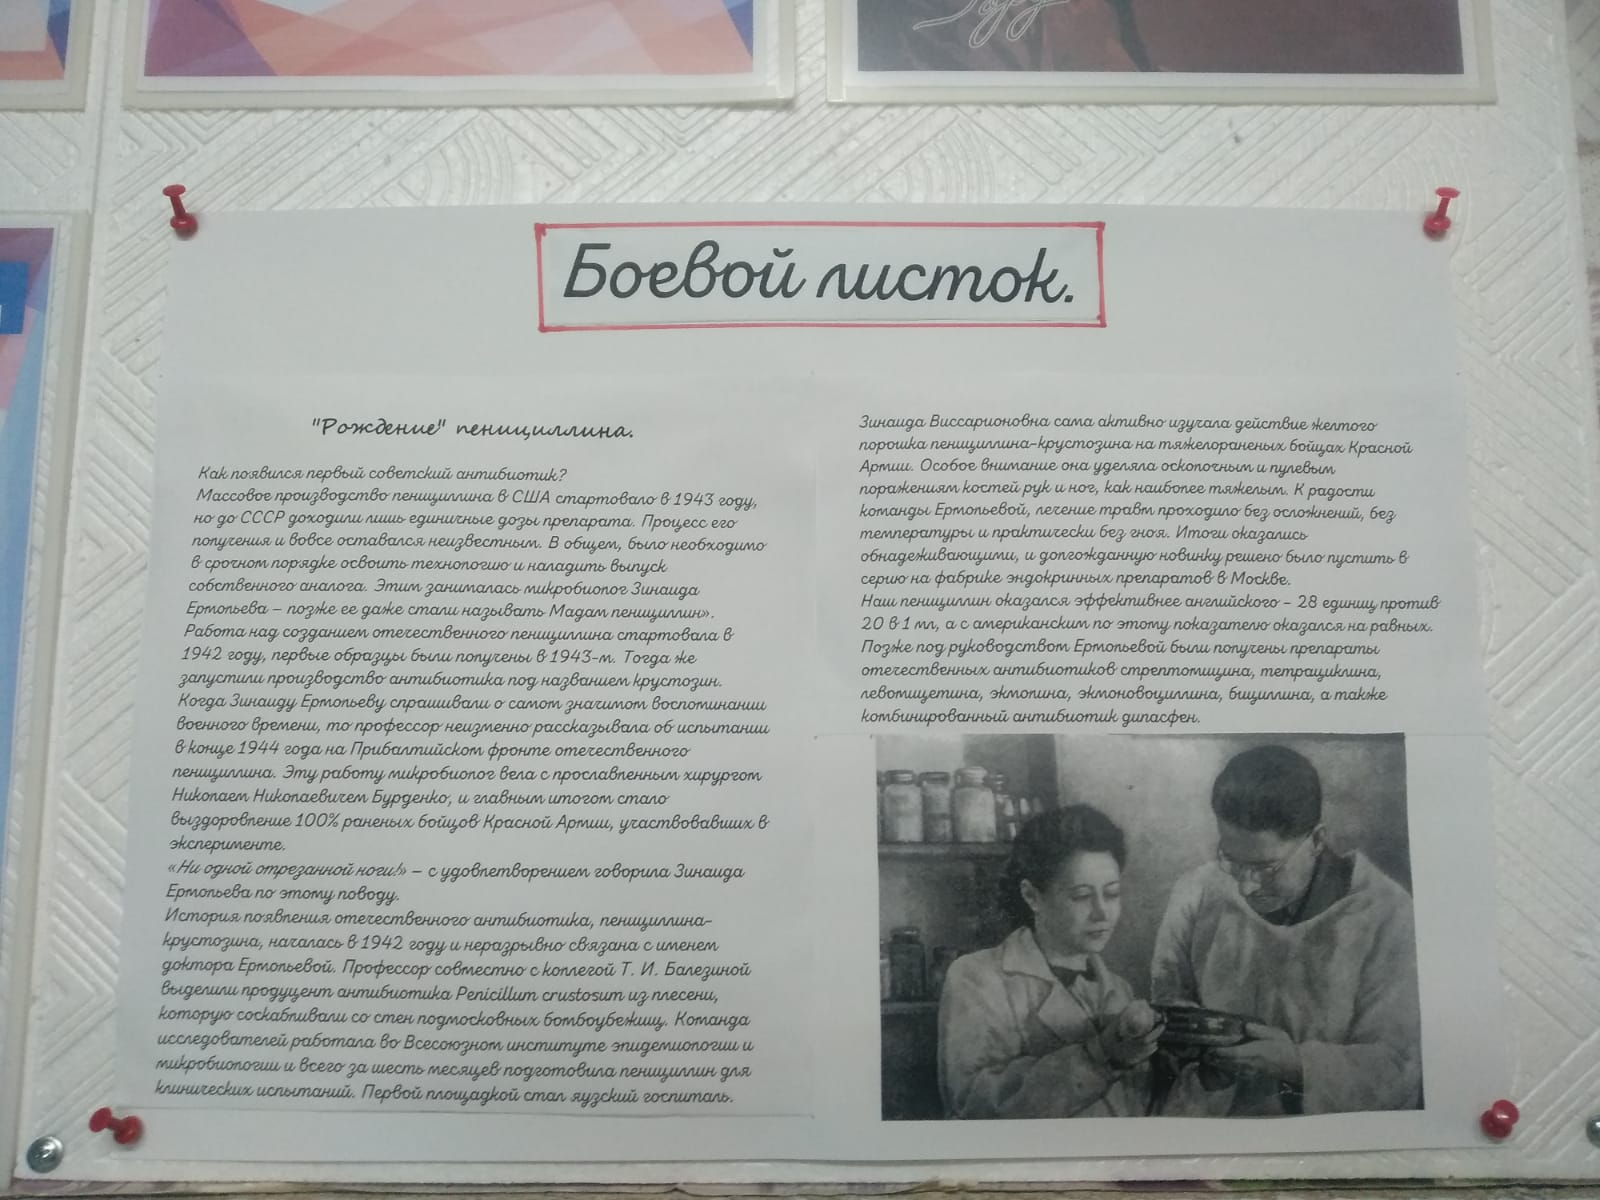 Боевой листок.
"Рождение" пенициллина.
Как появился первый советский антибиотик?
Массовое производство пенициллина в США стартовало в 1943 году,
но до СССР доходили лишь единичные дозы препарата. Процесс его
получения и вовсе оставался неизвестным. В общем, было необходимо
в срочном порядке освоить технологию и наладить выпуск
собственного аналога. Этим занималась микробиолог Зинаида
Ермольева – позже ее даже стали называть Мадам пенициллин».
Работа над созданием отечественного пенициллина стартовала в
1942 году, первые образцы были получены в 1943-м. Тогда же
запустили производство антибиотика под названием крустозин.
Когда Зинаиду Ермольеву спрашивали о самом значимом воспоминании
военного времени, то профессор неизменно рассказывала об испытании
в конце 1944 года на Прибалтийском фронте отечественного
пенициллина. Эту работу микробиолог вела с прославленным хирургом
Николаем Николаевичем Бурденко, и главным итогом стало
выздоровление 100% раненых бойцов Красной Армии, участвовавших в
эксперименте.
«Ни одной отрезанной ноги!» – с удовлетворением говорила Зинаида
Ермольева по этому поводу.
История появления отечественного антибиотика, пенициллина-
крустозина, началась в 1942 году и неразрывно связана с именем
доктора Ермольевой. Профессор совместно с коллегой Т. И. Балезиной
выделили продуцент антибиотика Penicillum crustosum из плесени,
которую соскабливали со стен подмосковных бомбоубежищ. Команда
исследователей работала во Всесоюзном институте эпидемиологии и
микробиологии и всего за шесть месяцев подготовила пенициллин для
клинических испытаний. Первой площадкой стал яузский госпиталь.
Зинаида Виссарионовна сама активно изучала действие желтого
порошка пенициллина-крустозина на тяжелораненых бойцах Красной
Армии. Особое внимание она уделяла осколочным и пулевым
поражениям костей рук и ног, как наиболее тяжелым. К радости
команды Ермольевой, лечение травм проходило без осложнений, без
температуры и практически без гноя. Итоги оказались
обнадеживающими, и долгожданную новинку решено было пустить в
серию на фабрике эндокринных препаратов в Москве.
Наш пенициллин оказался эффективнее английского – 28 единиц против
20 в 1 мл, а с американским по этому показателю оказался на равных.
Позже под руководством Ермольевой были получены препараты
отечественных антибиотиков стрептомицина, тетрациклина,
левомицетина, экмолина, экмоновоциллина, бициллина, а также
комбинированный антибиотик дипасфен.